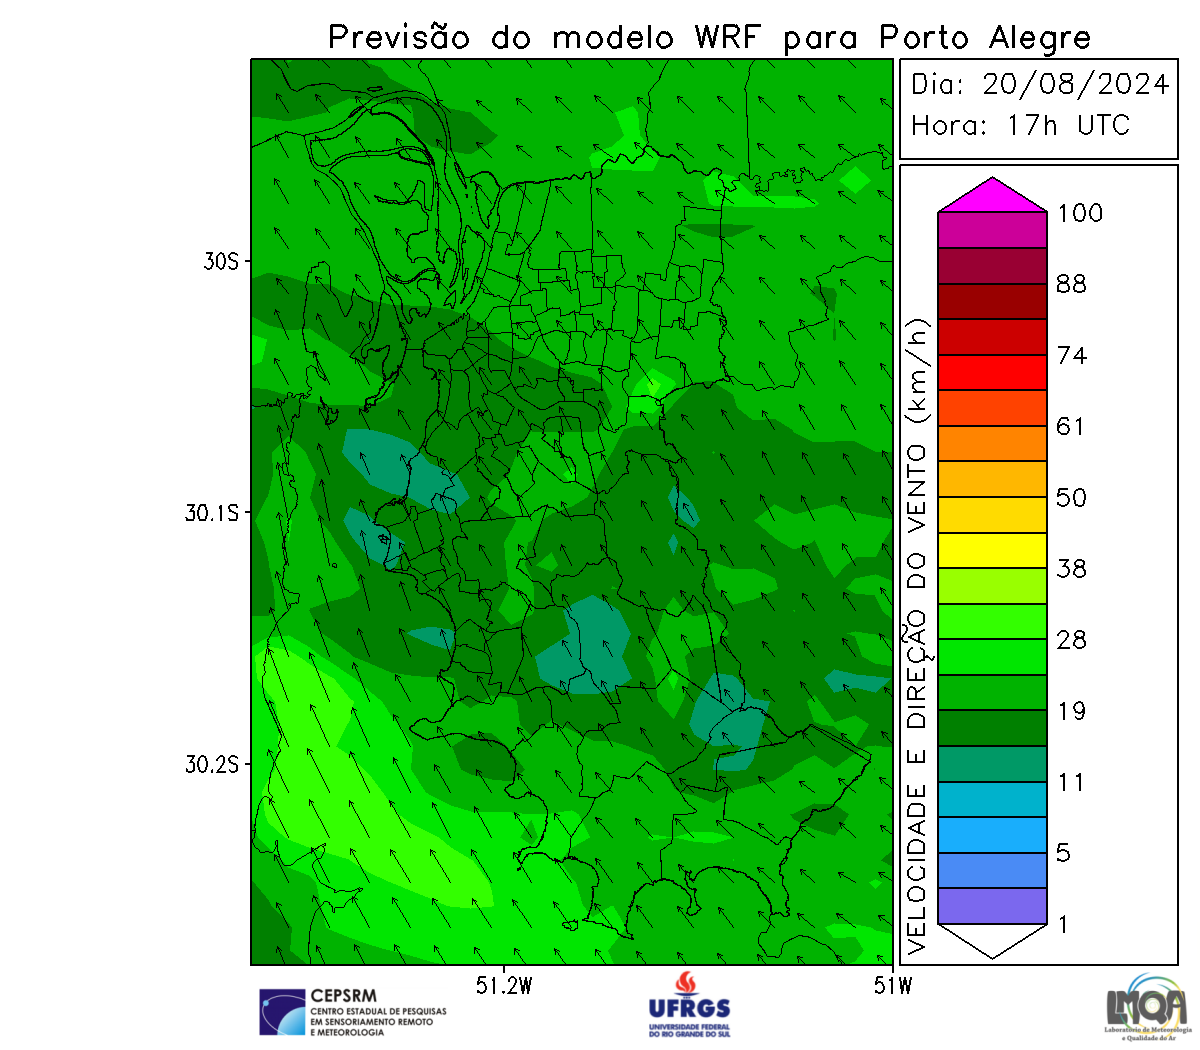 Previsão do modelo WRF para Porto Alegre
Dia: 20/08/2024
Hora: 17h UTC
VELOCIDADE E DIREÇÃO DO VENTO (km/h)
100
88
74
61
50
38
28
19
11
5
1
30S
30.1S
30.2S
51.2W
51W
CEPSRM
CENTRO ESTADUAL DE PESQUISAS
EM SENSORIAMENTO REMOTO
E METEOROLOGIA
UFRGS
UNIVERSIDADE FEDERAL
DO RIO GRANDE DO SUL
LMQA
Laboratório de Meteorologia
e Qualidade do Ar